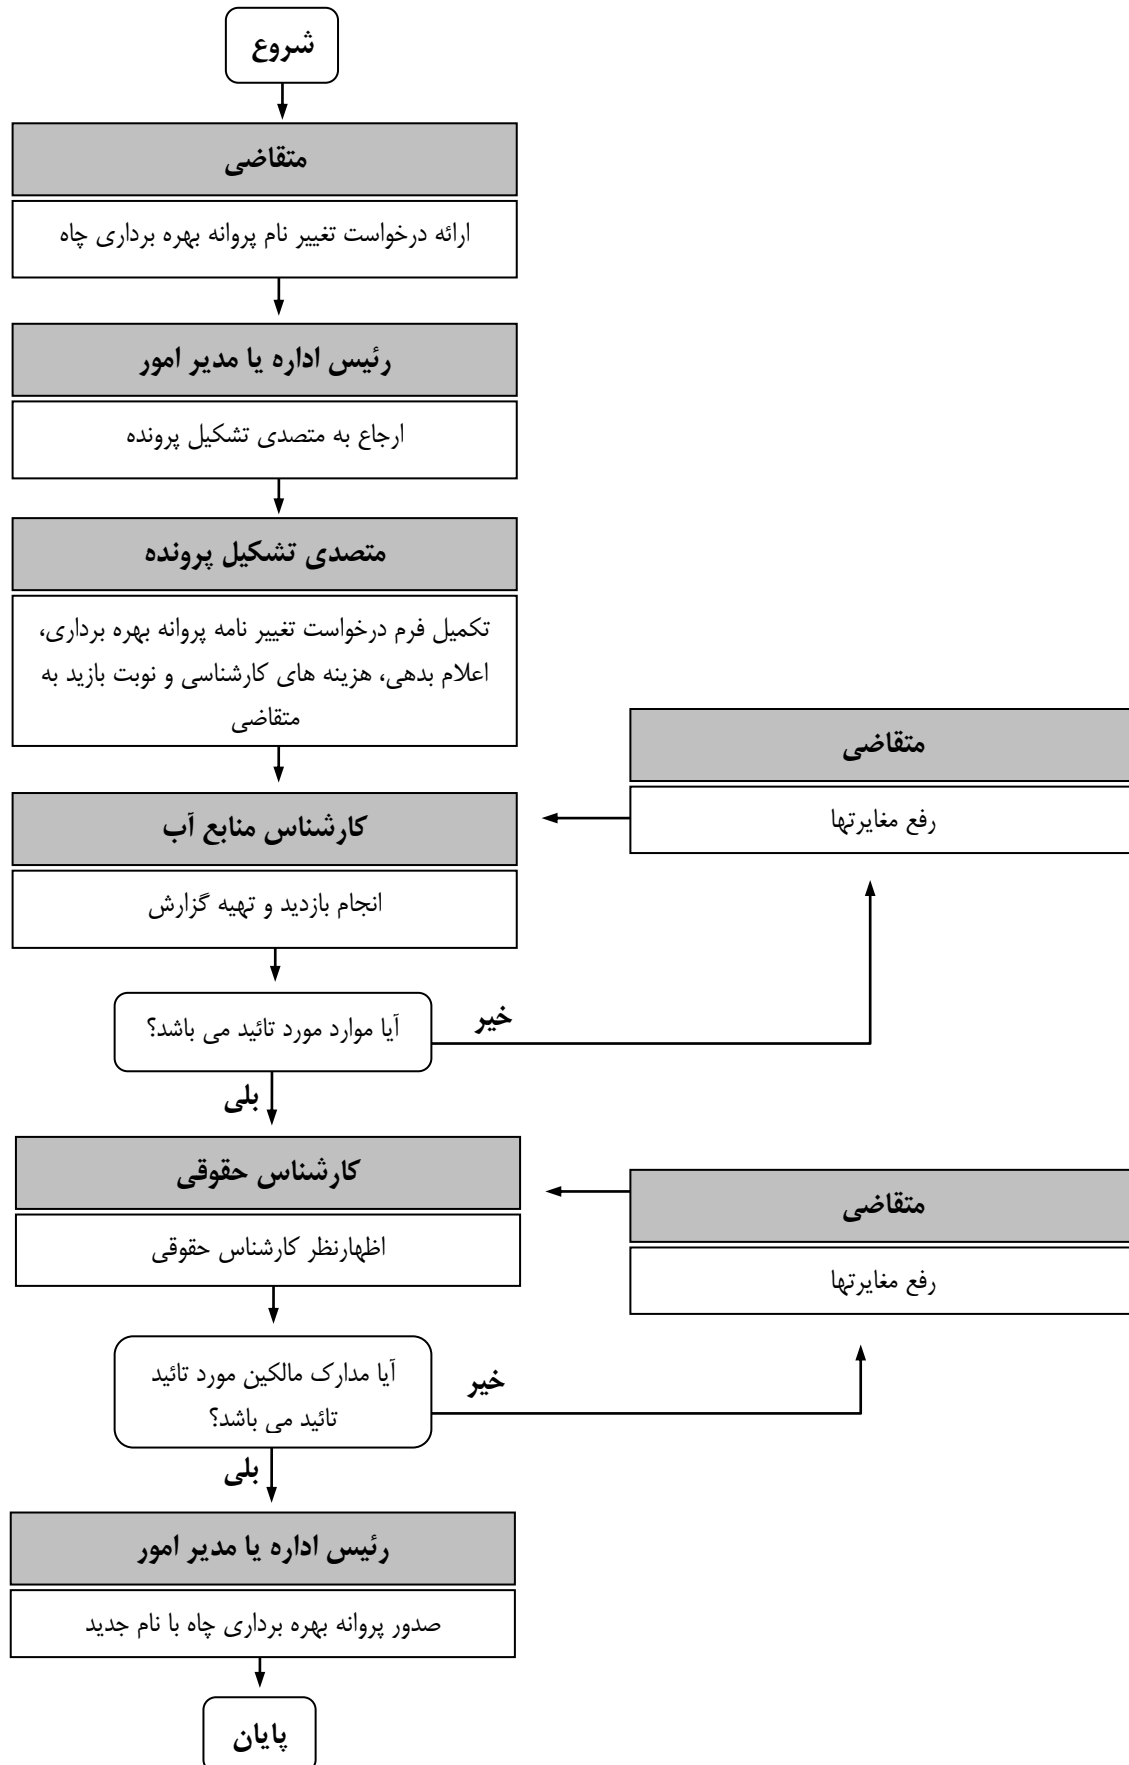 شروع
متقاضی
ارائه درخواست تغییر نام پروانه بهره برداری چاه
رئیس اداره یا مدیر امور
ارجاع به متصدی تشکیل پرونده
متصدی تشکیل پرونده
تکمیل فرم درخواست تغییر نامه پروانه بهره برداری،
اعلام بدهی، هزینه های کارشناسی و نوبت بازید به
متقاضی
متقاضی
رفع مغایرتها
کارشناس منابع آب
انجام بازدید و تهیه گزارش
آیا موارد مورد تائید می باشد؟
خیر
بلی
کارشناس حقوقی
اظهارنظر کارشناس حقوقی
متقاضی
رفع مغایرتها
آیا مدارک مالکین مورد تائید
تائید می باشد؟
خیر
بلی
رئیس اداره یا مدیر امور
صدور پروانه بهره برداری چاه با نام جدید
پایان